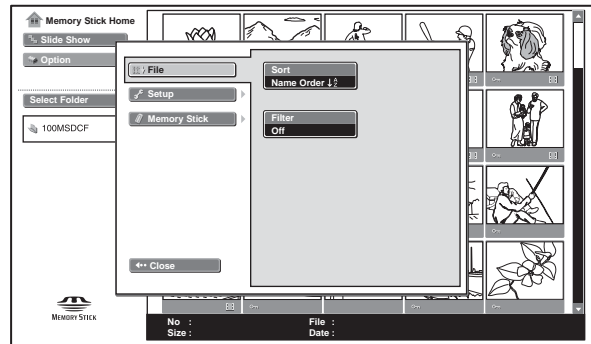 Memory Stick Home
Slide Show
Option
Select Folder
100MSDCF
File
Setup
Memory Stick
Close
Sort
Name Order
Filter
Off
MEMORY STICK
No :
File :
Size :
Date :